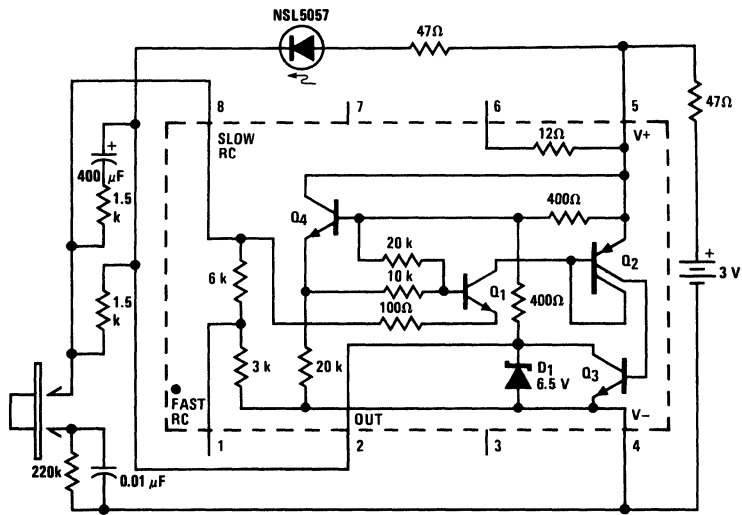 NSL5057
47Ω
47Ω
8
7
6
5
SLOW
RC
12Ω
V+
+
400 μF
1.5
k
400Ω
Q4
20 k
Q2
6 k
10 k
Q1
100Ω
400Ω
+
3 V
1.5
k
3 k
20 k
D1
6.5 V
Q3
FAST
RC
OUT
V−
1
2
3
4
220k
0.01 μF